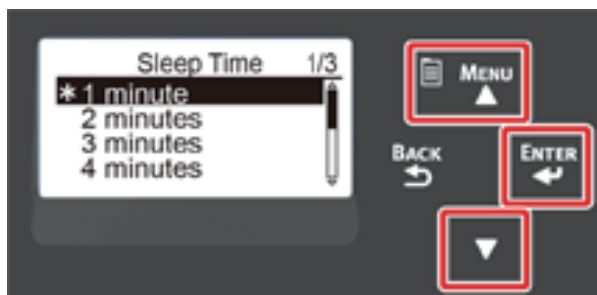 Sleep Time 1/3
* 1 minute
2 minutes
3 minutes
4 minutes
MENU
BACK
ENTER